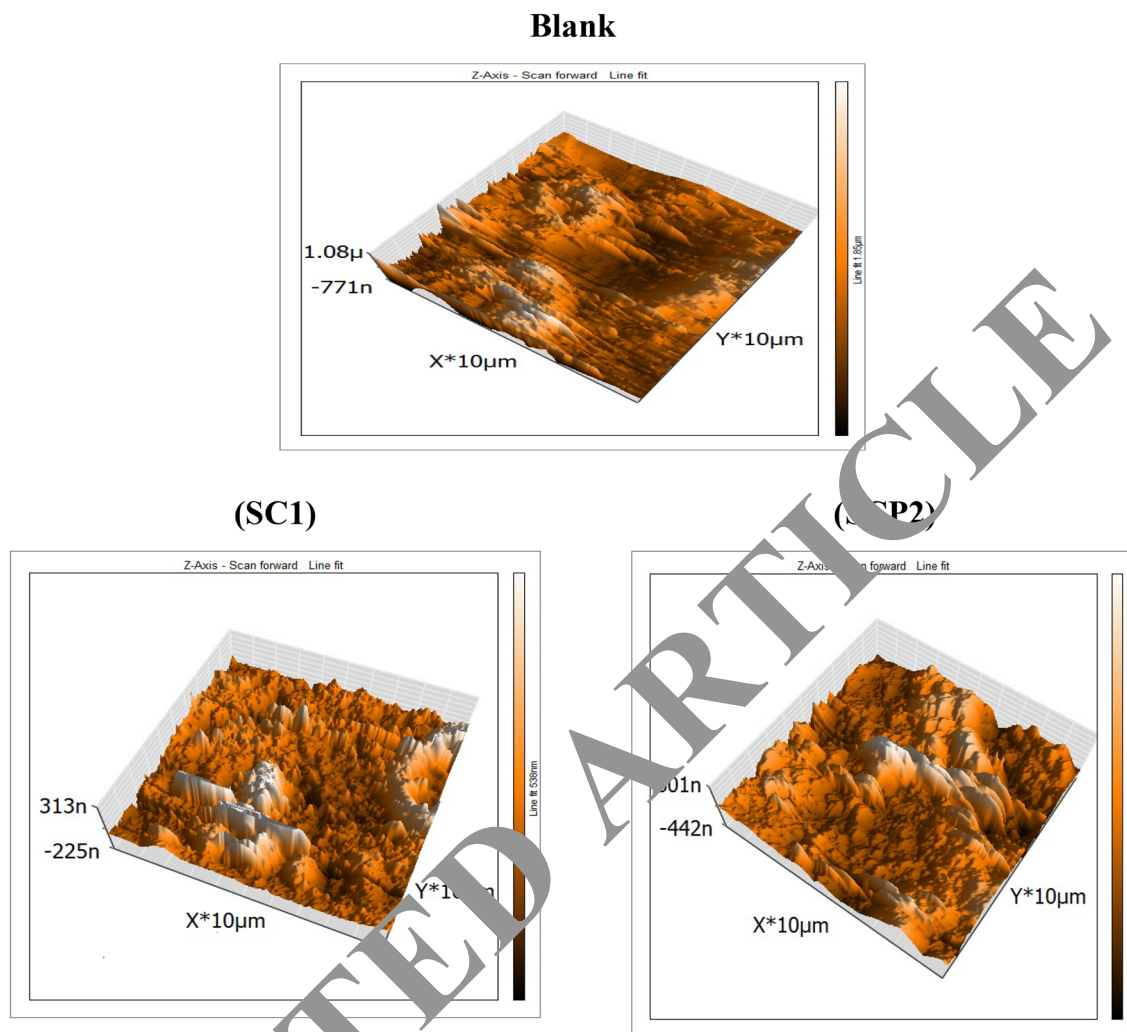 Blank
Z-Axis - Scan forward Line fit
1.08µ
-771n
X*10µm
Y*10µm
Line fit 1.85µm
(SC1)
Z-Axis - Scan forward Line fit
313n
-225n
X*10µm
Line fit 538nm
Z-Axis Line fit
-442n
X*10µm
Y*10µm
TED ARTICLE